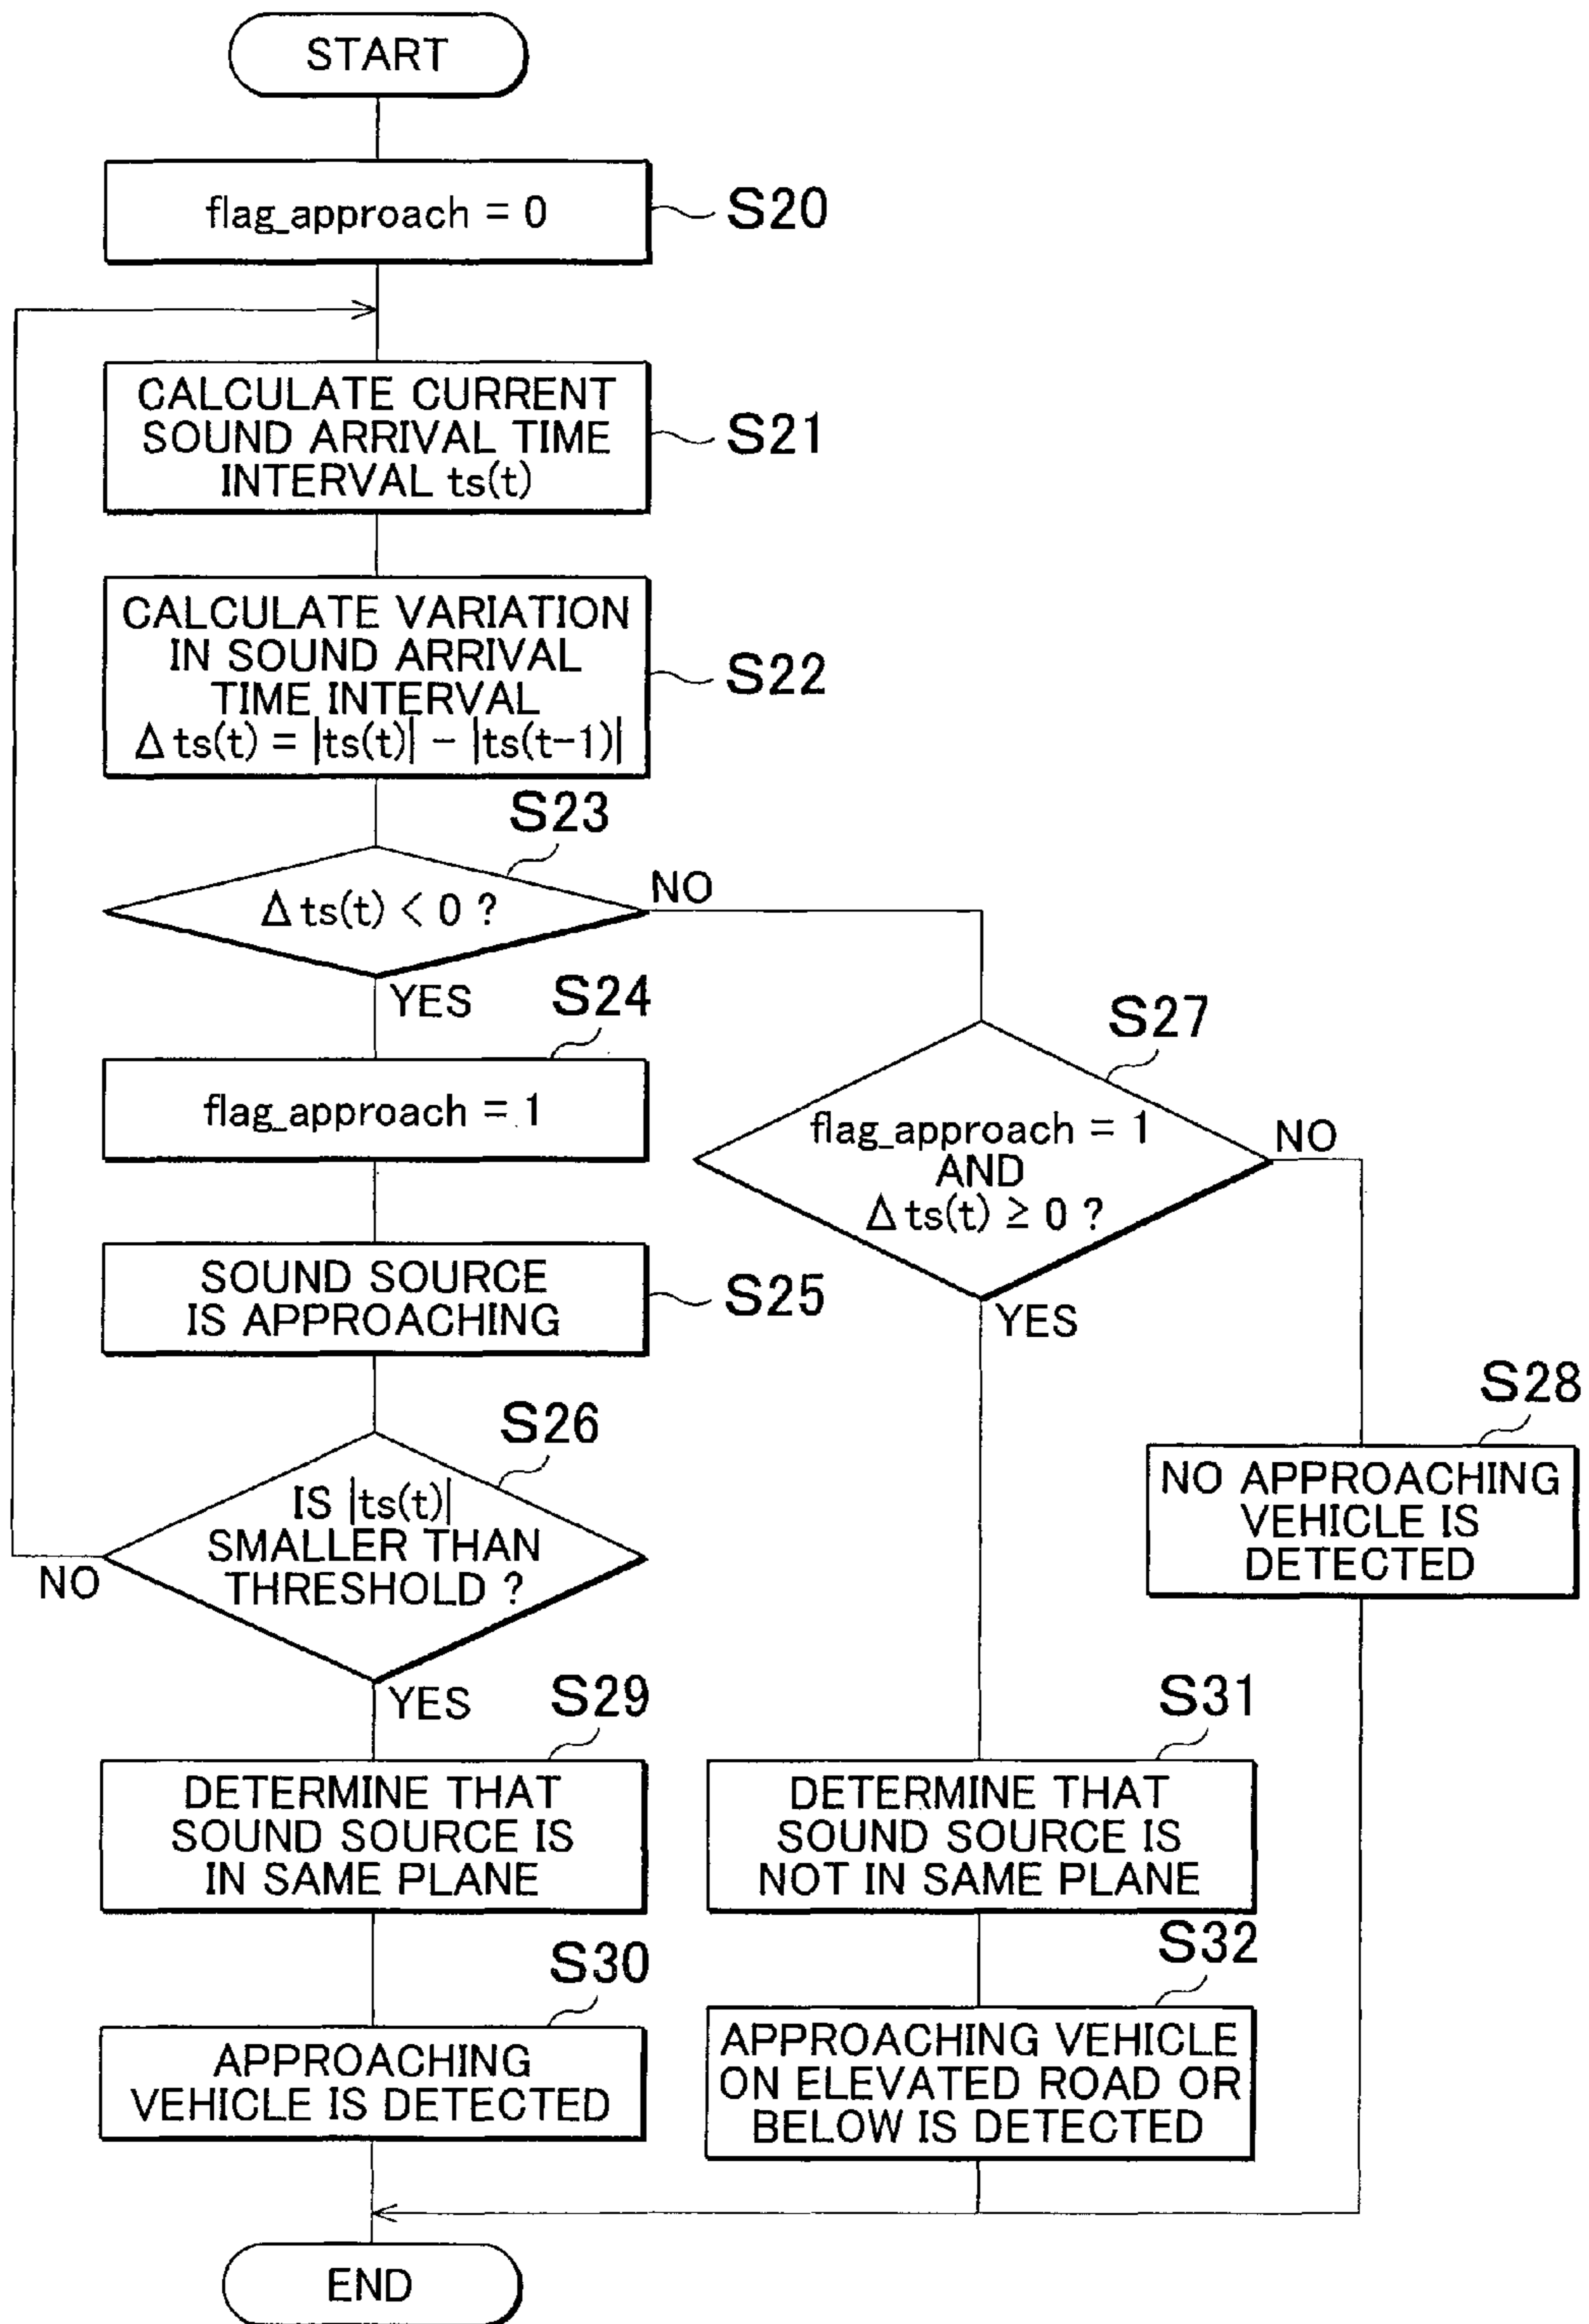 START
flag_approach = 0
S20
CALCULATE CURRENT
SOUND ARRIVAL TIME
INTERVAL ts(t)
S21
CALCULATE VARIATION
IN SOUND ARRIVAL
TIME INTERVAL
Δts(t) = |ts(t)| - |ts(t-1)|
S22
S23
Δts(t) < 0 ?
NO
YES
S24
flag_approach = 1
S27
flag_approach = 1
AND
Δts(t) ≥ 0 ?
NO
YES
SOUND SOURCE
IS APPROACHING
S25
S26
IS |ts(t)|
SMALLER THAN
THRESHOLD ?
NO
YES
S28
NO APPROACHING
VEHICLE IS
DETECTED
S29
DETERMINE THAT
SOUND SOURCE IS
IN SAME PLANE
S31
DETERMINE THAT
SOUND SOURCE IS
NOT IN SAME PLANE
S30
APPROACHING
VEHICLE IS DETECTED
S32
APPROACHING VEHICLE
ON ELEVATED ROAD OR
BELOW IS DETECTED
END